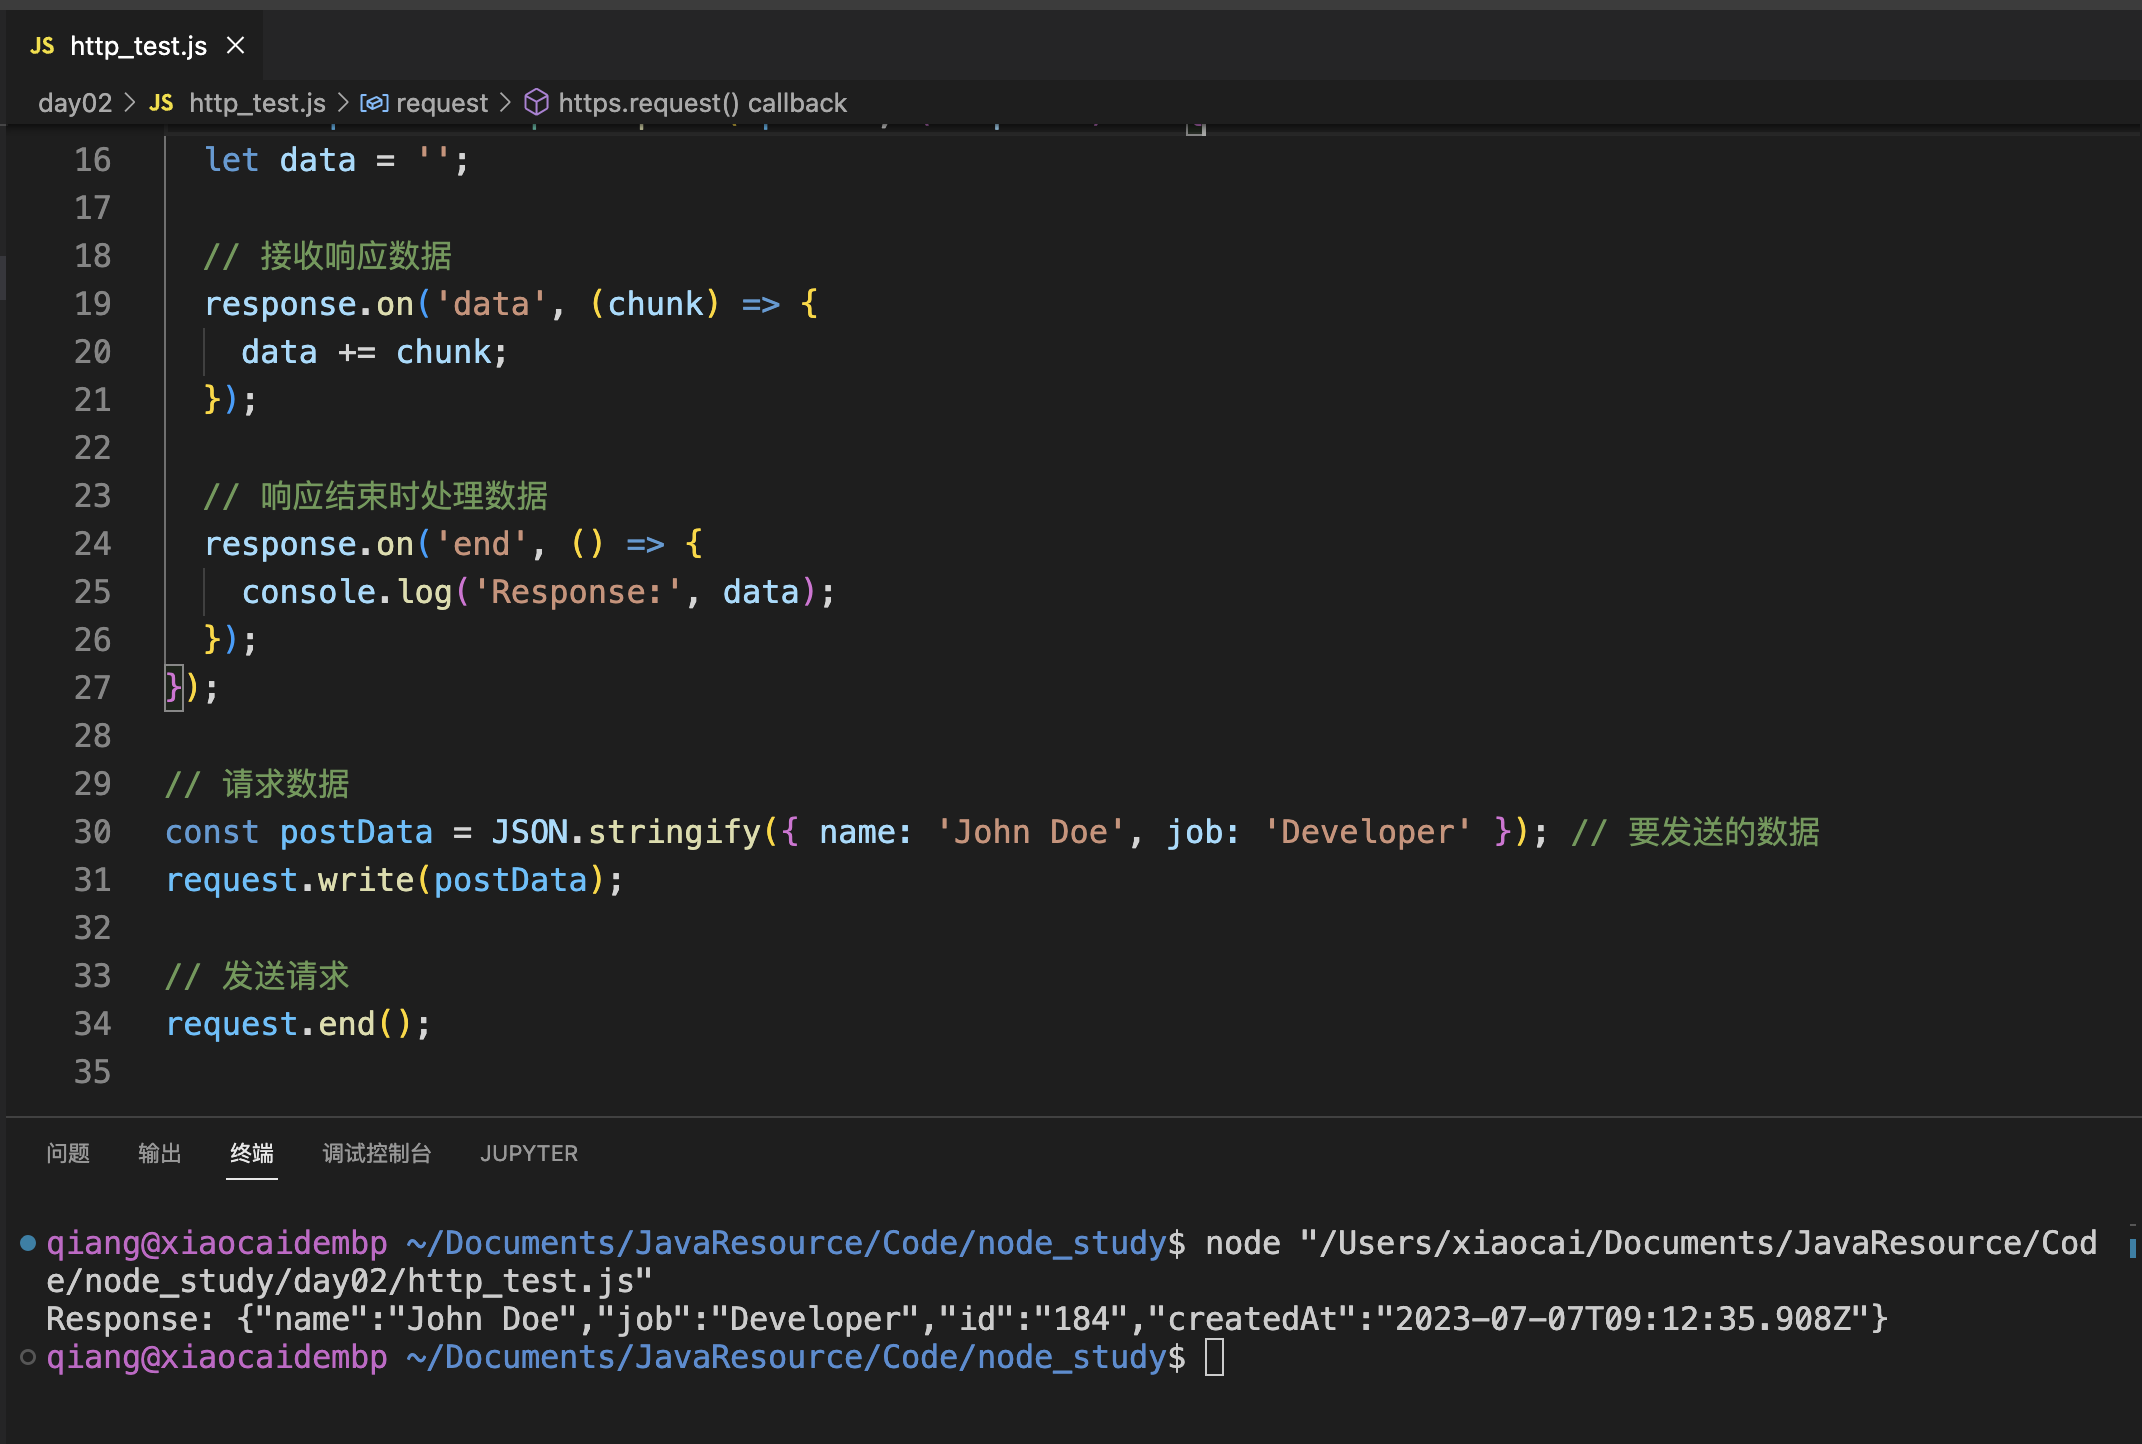 JS http_test.js
day02 > JS http_test.js > request > https.request() callback
16 let data = '';
17
18 // 接收响应数据
19 response.on('data', (chunk) => {
20 data += chunk;
21 });
22
23 // 响应结束时处理数据
24 response.on('end', () => {
25 console.log('Response:', data);
26 });
27 });
28
29 // 请求数据
30 const postData = JSON.stringify({ name: 'John Doe', job: 'Developer' }); // 要发送的数据
31 request.write(postData);
32
33 // 发送请求
34 request.end();
35
问题 输出 终端 调试控制台 JUPYTER
qiang@xiaocaidembp ~/Documents/JavaResource/Code/node_study$ node "/Users/xiaocai/Documents/JavaResource/Cod
e/node_study/day02/http_test.js"
Response: {"name":"John Doe","job":"Developer","id":"184","createdAt":"2023-07-07T09:12:35.908Z"}
qiang@xiaocaidembp ~/Documents/JavaResource/Code/node_study$